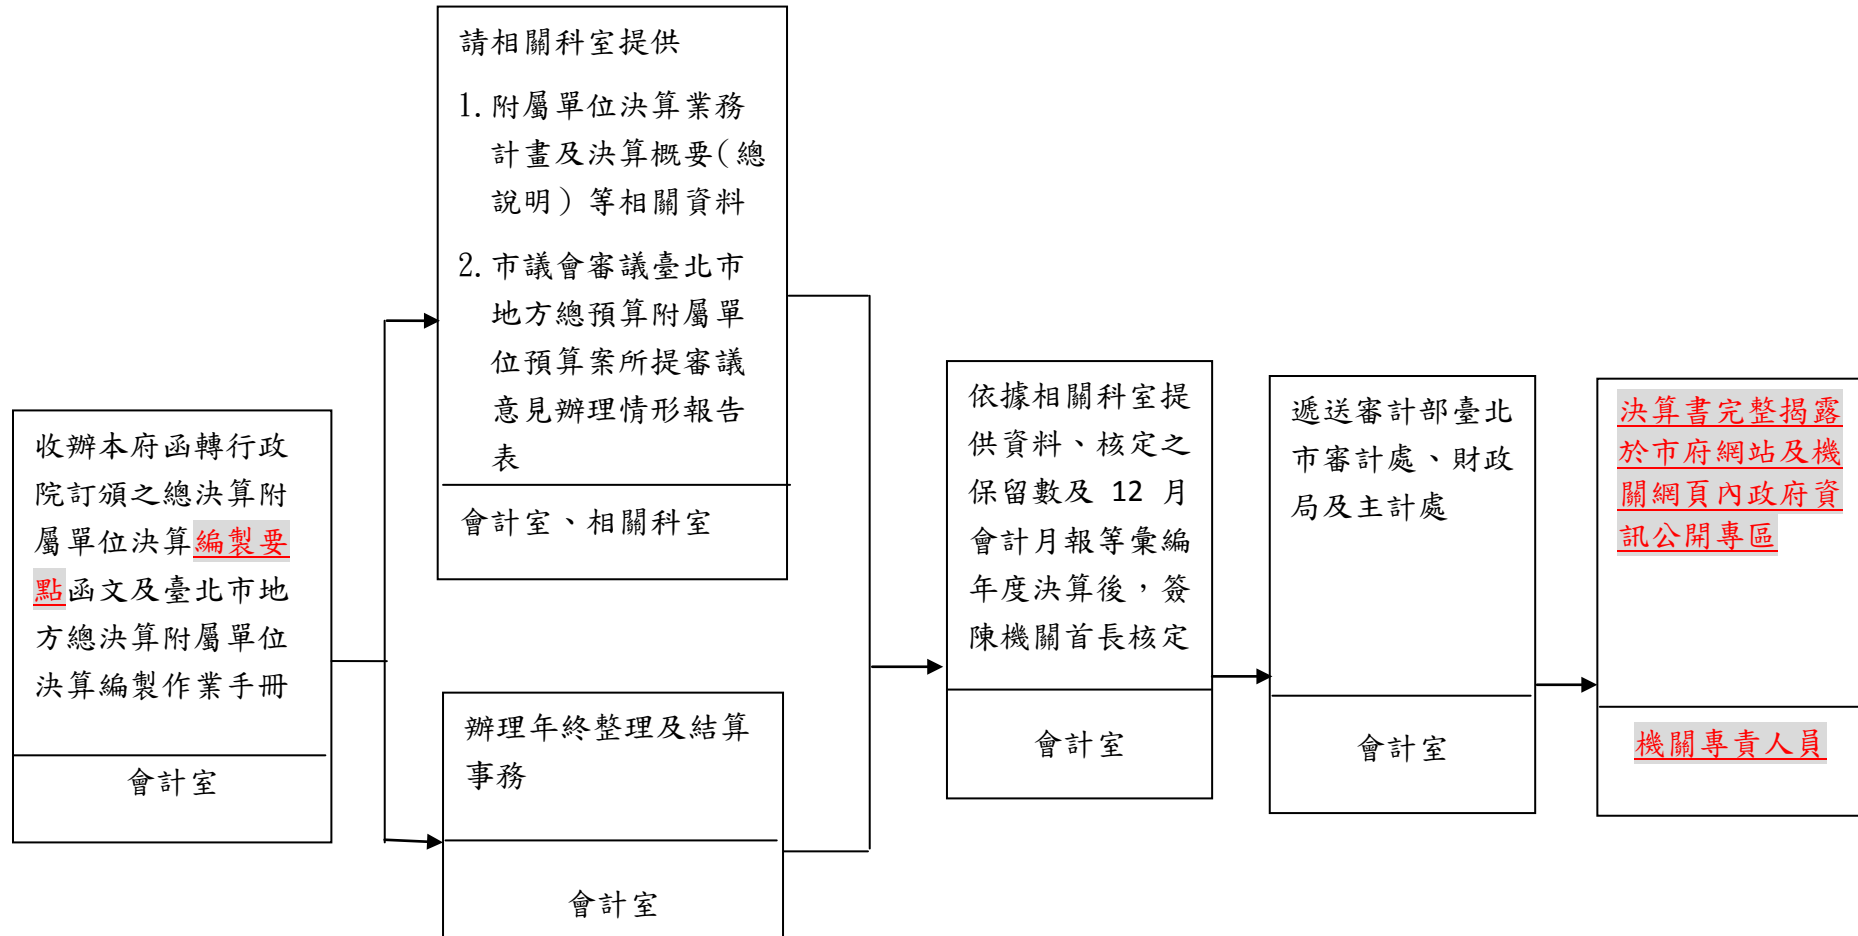 收辦本府函轉行政
院訂頒之總決算附
屬單位決算編製要
點函文及臺北市地
方總決算附屬單位
決算編製作業手冊
會計室
請相關科室提供
1.附屬單位決算業務
計畫及決算概要(總
說明)等相關資料
2.市議會審議臺北市
地方總預算附屬單
位預算案所提審議
意見辦理情形報告
表
會計室、相關科室
辦理年終整理及結算
事務
會計室
依據相關科室提
供資料、核定之
保留數及 12 月
會計月報等彙編
年度決算後，簽
陳機關首長核定
會計室
遞送審計部臺北
市審計處、財政
局及主計處
會計室
決算書完整揭露
於市府網站及機
關網頁內政府資
訊公開專區
機關專責人員